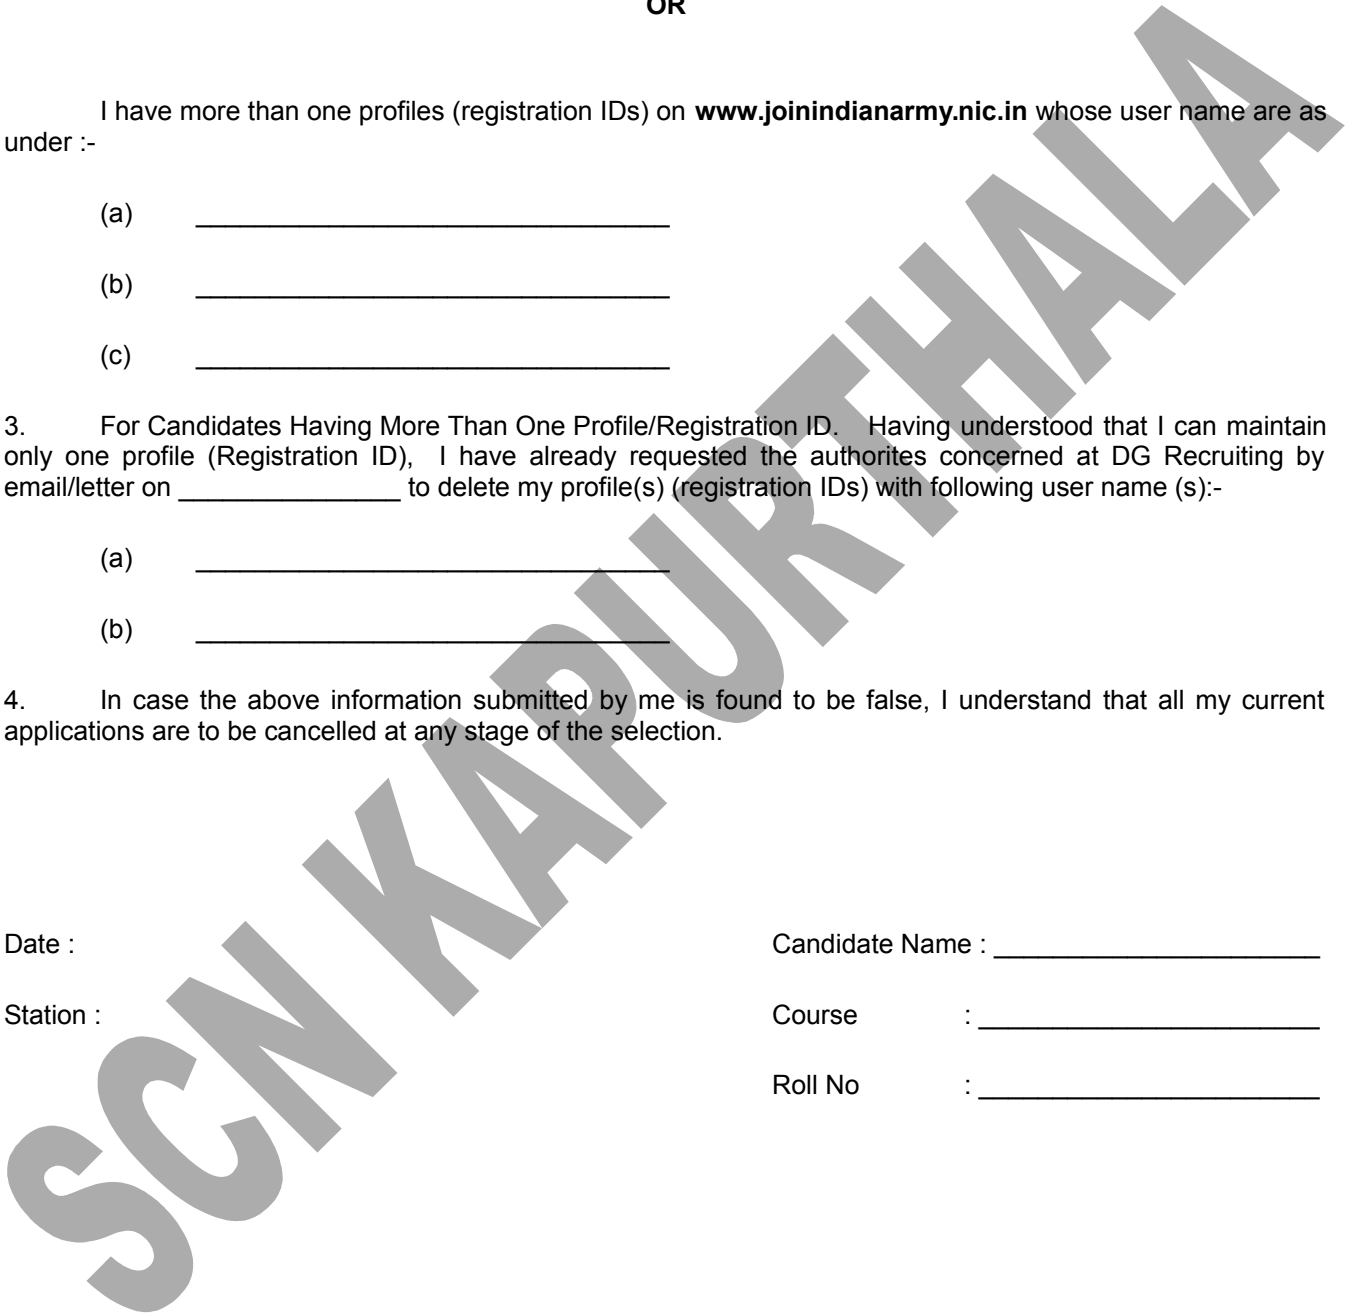 OR
I have more than one profiles (registration IDs) on www.joinindianarmy.nic.in whose user name are as
under :-
(a) ________________________________
(b) ________________________________
(c) ________________________________
3. For Candidates Having More Than One Profile/Registration ID. Having understood that I can maintain
only one profile (Registration ID), I have already requested the authorites concerned at DG Recruiting by
email/letter on _______________ to delete my profile(s) (registration IDs) with following user name (s):-
(a) ________________________________
(b) ________________________________
4. In case the above information submitted by me is found to be false, I understand that all my current
applications are to be cancelled at any stage of the selection.
Date : Candidate Name : ______________________
Station : Course : _______________________
Roll No : _______________________
SCN KAPURTHALA